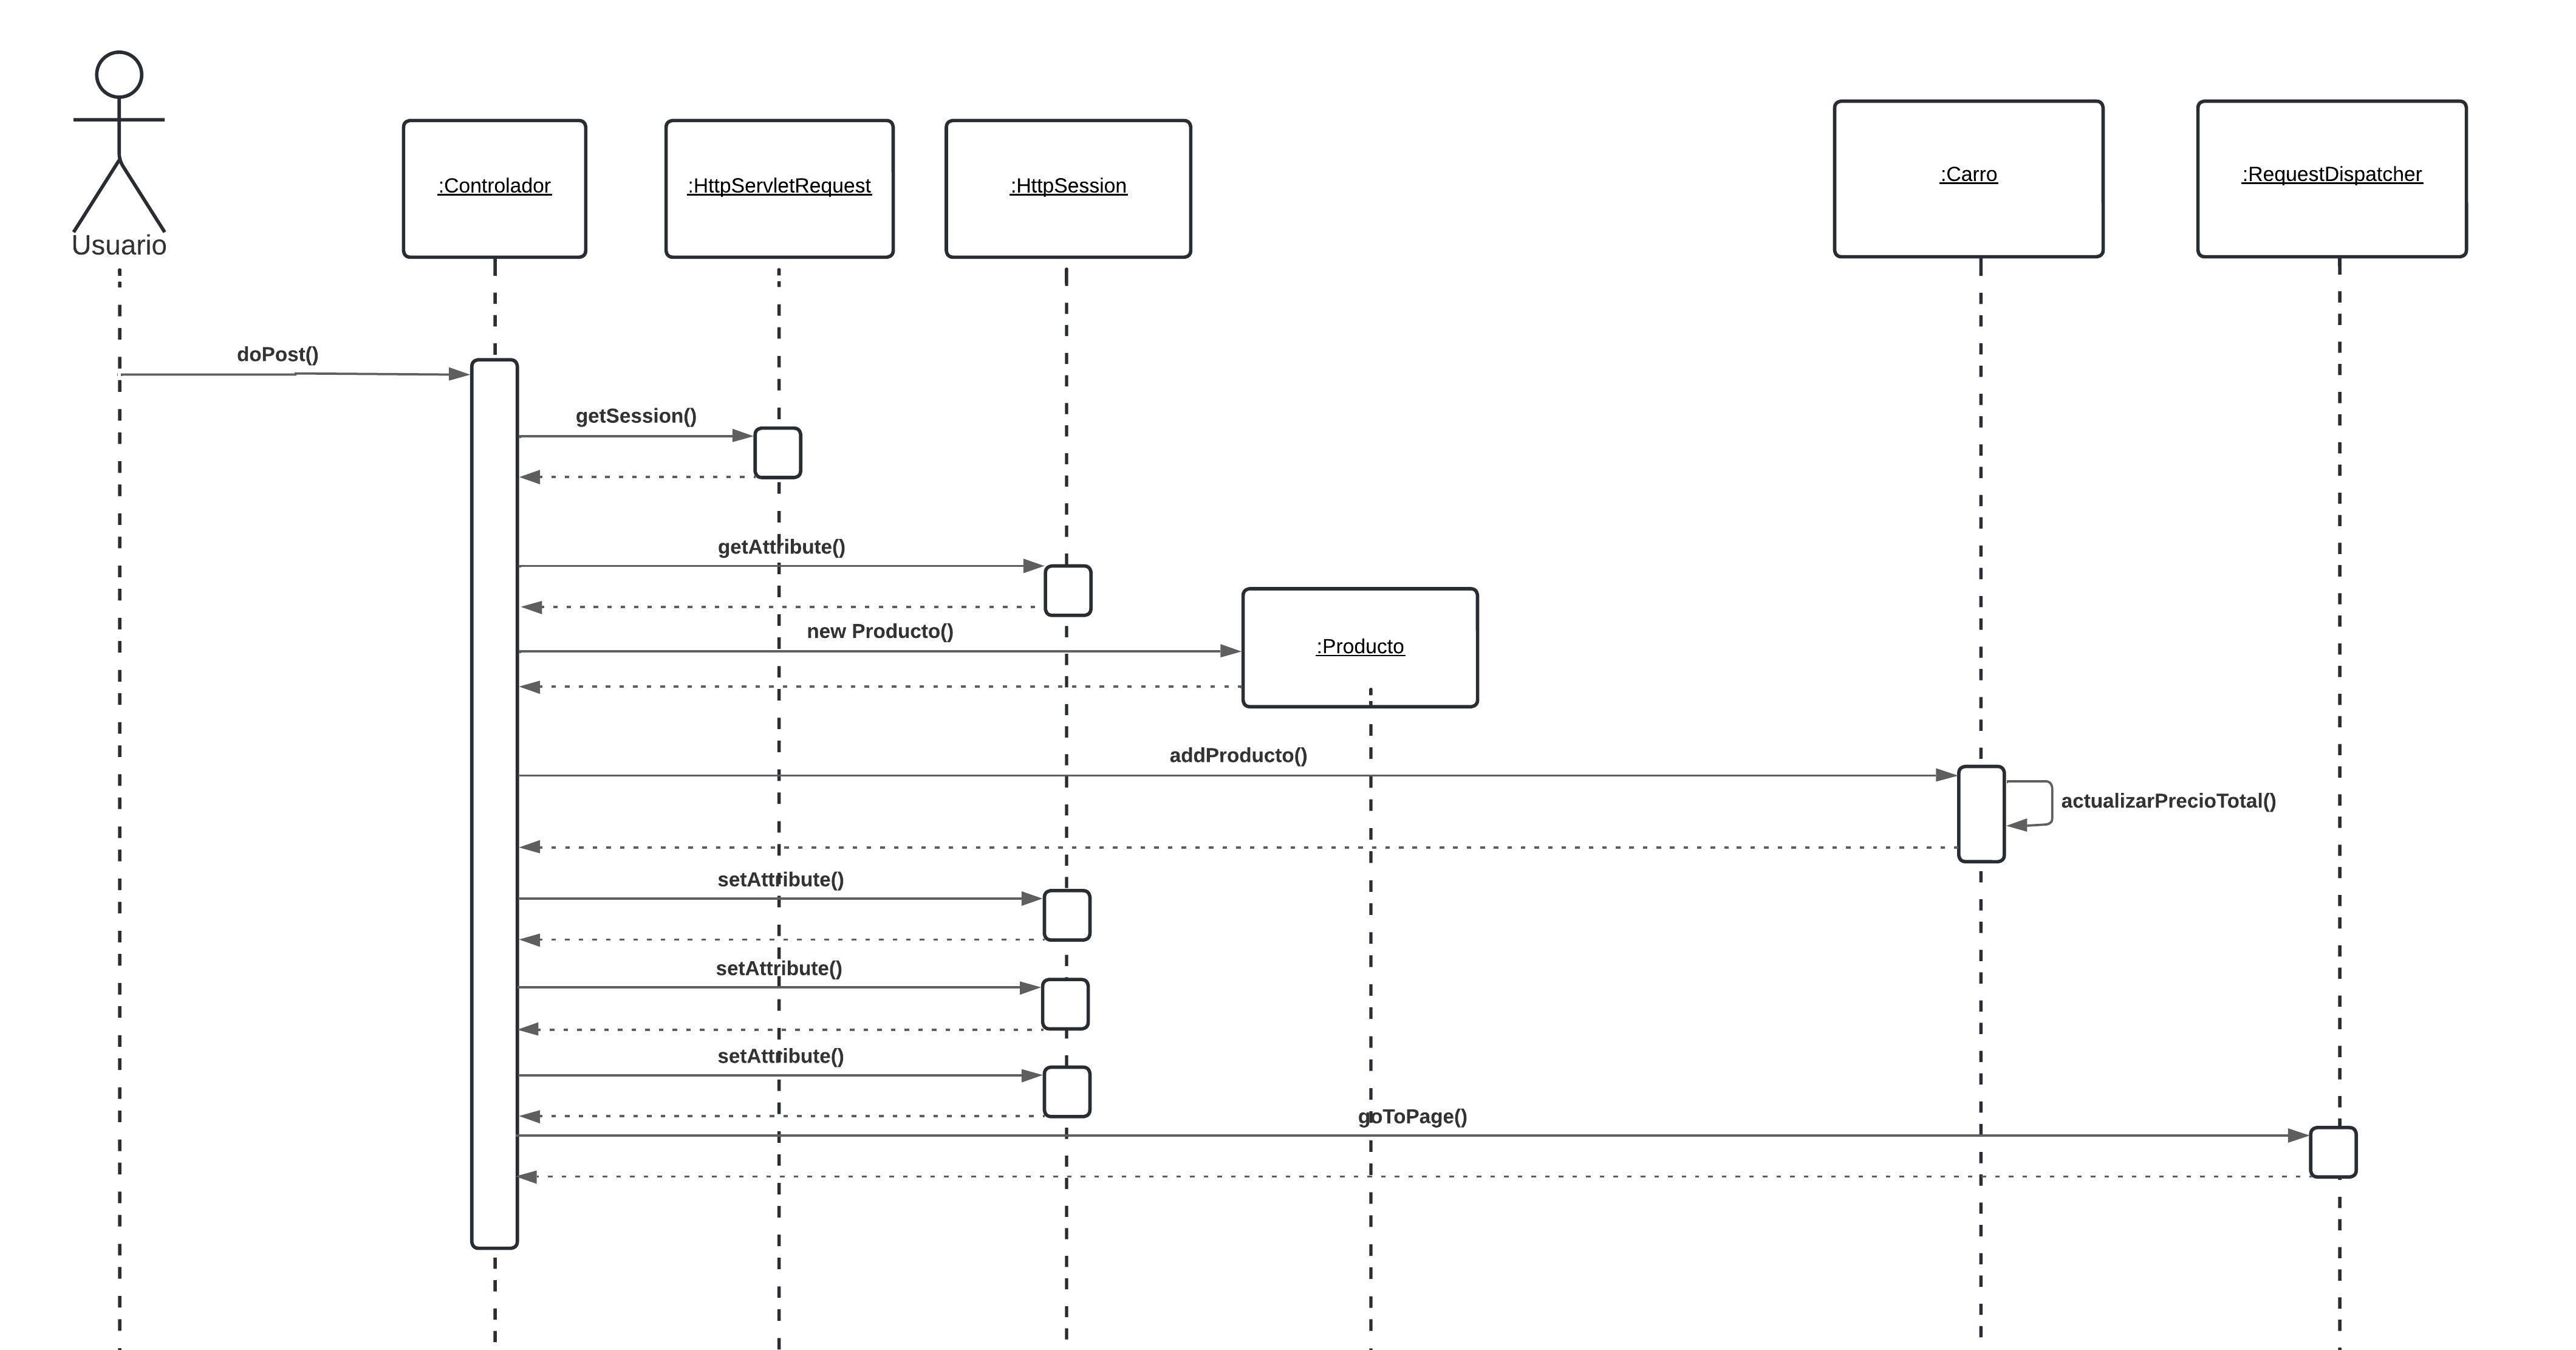 Usuario
:Controlador
:HttpServletRequest
:HttpSession
:Carro
:RequestDispatcher
doPost()
getSession()
getAttribute()
new Producto()
:Producto
addProducto()
actualizarPrecioTotal()
setAttribute()
setAttribute()
setAttribute()
goToPage()